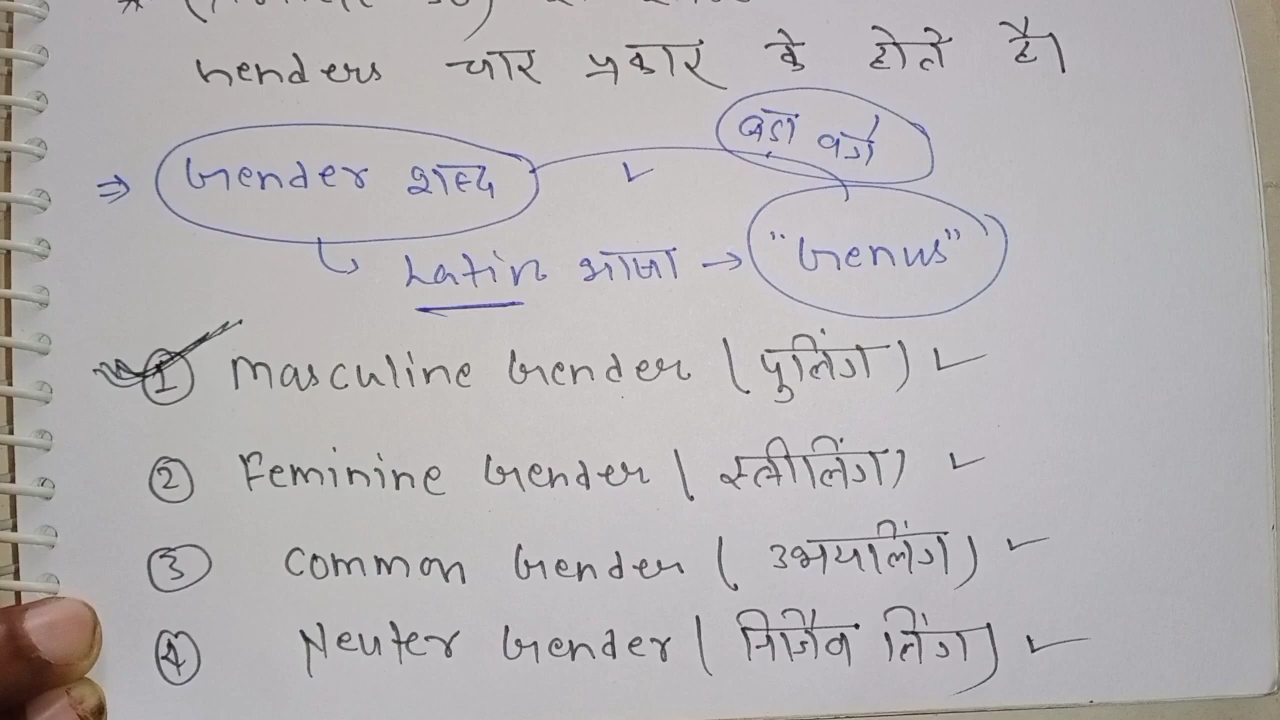 Genders चार प्रकार के होते है।
बड़ा वर्ग
⇒ Gender शब्द
Latin भाषा → "Genus"
① Masculine Gender (पुलिंग) ✓
② Feminine Gender (स्त्रीलिंग) ✓
③ Common Gender (उभयलिंग) ✓
④ Neuter Gender (निर्जिव लिंग) ✓